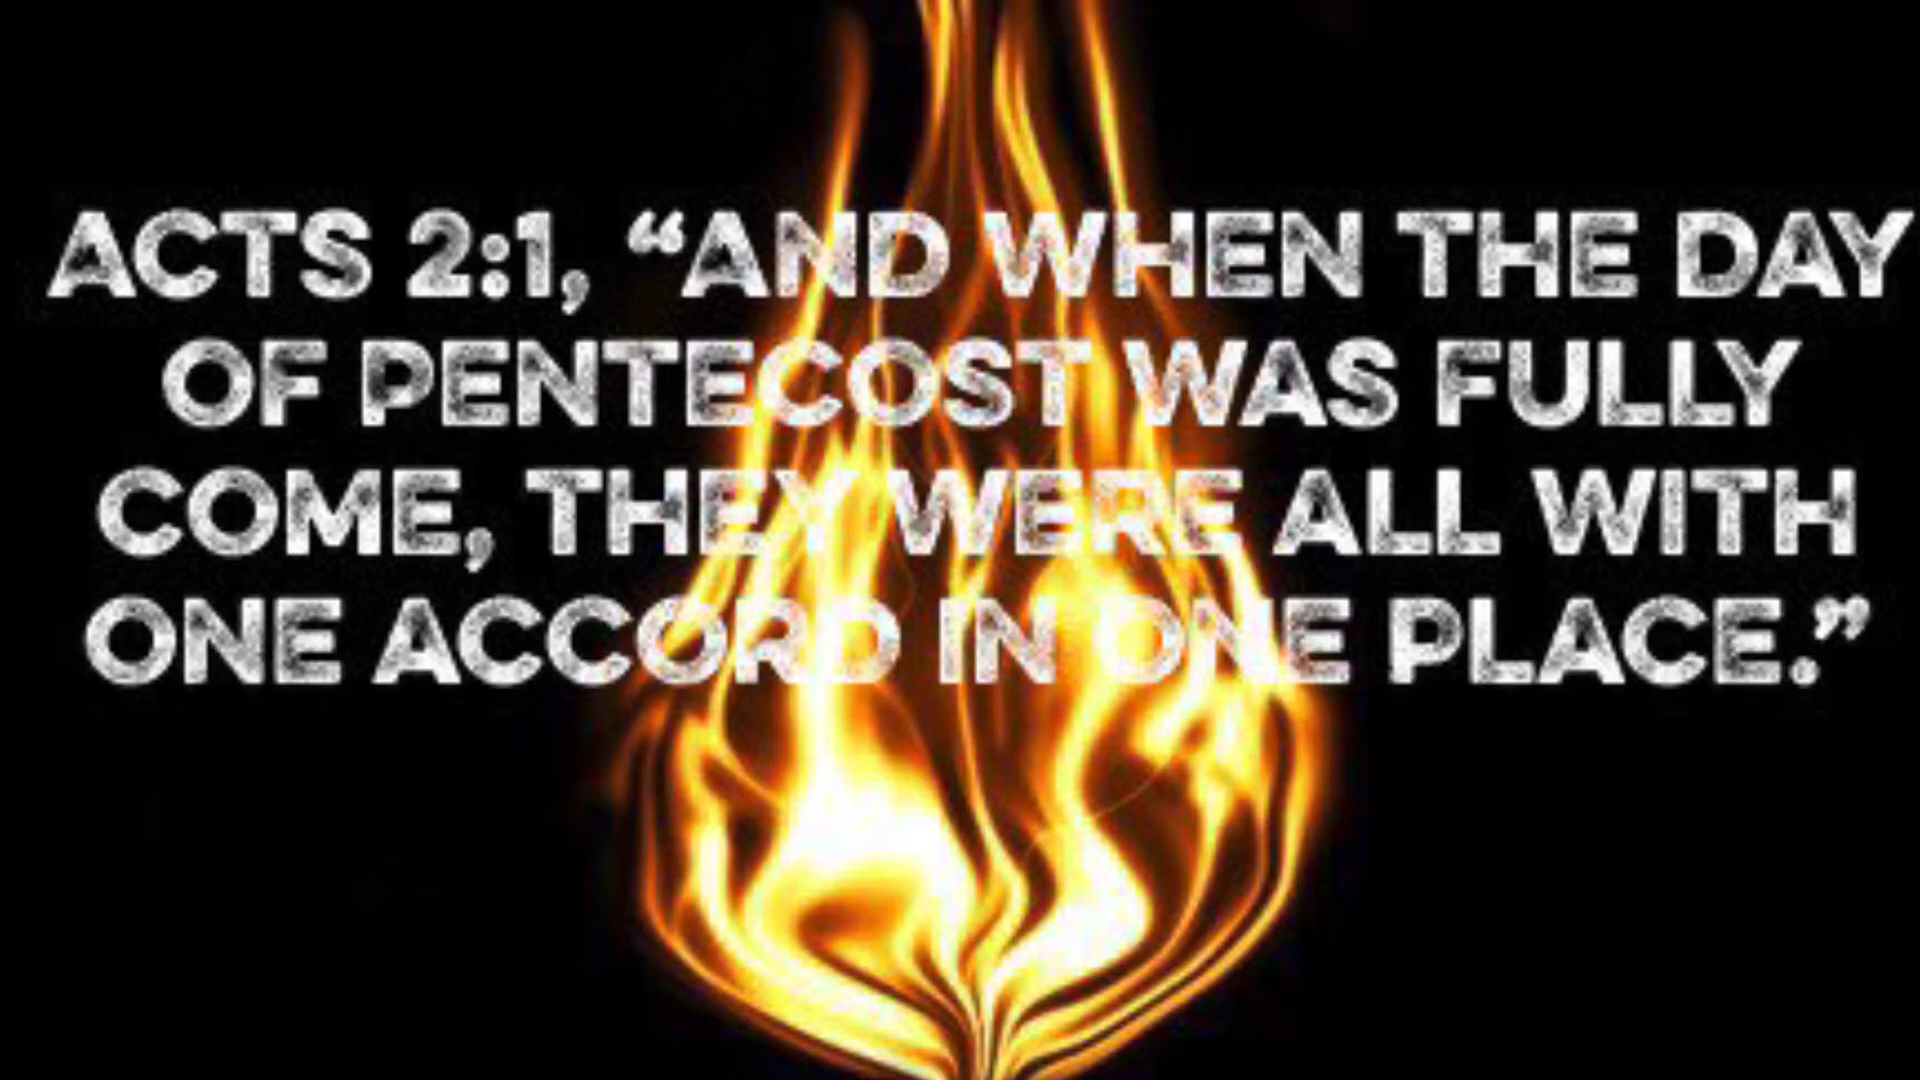 ACTS 2:1, “AND WHEN THE DAY
OF PENTECOST WAS FULLY
COME, THEY WERE ALL WITH
ONE ACCORD IN ONE PLACE.”